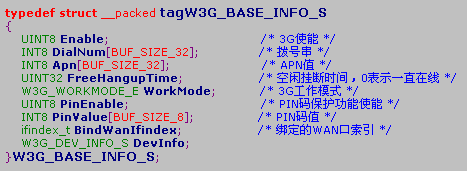 typedef struct __packed tagW3G_BASE_INFO_S
{
UINT8 Enable; /* 3G使能 */
INT8 DialNum[BUF_SIZE_32]; /* 拨号串 */
INT8 Apn[BUF_SIZE_32]; /* APN值 */
UINT32 FreeHangupTime; /* 空闲挂断时间，0表示一直在线 */
W3G_WORKMODE_E WorkMode; /* 3G工作模式 */
UINT8 PinEnable; /* PIN码保护功能使能 */
INT8 PinValue[BUF_SIZE_8]; /* PIN码值 */
ifindex_t BindWanIfindex; /* 绑定的WAN口索引 */
W3G_DEV_INFO_S DevInfo;
}W3G_BASE_INFO_S;